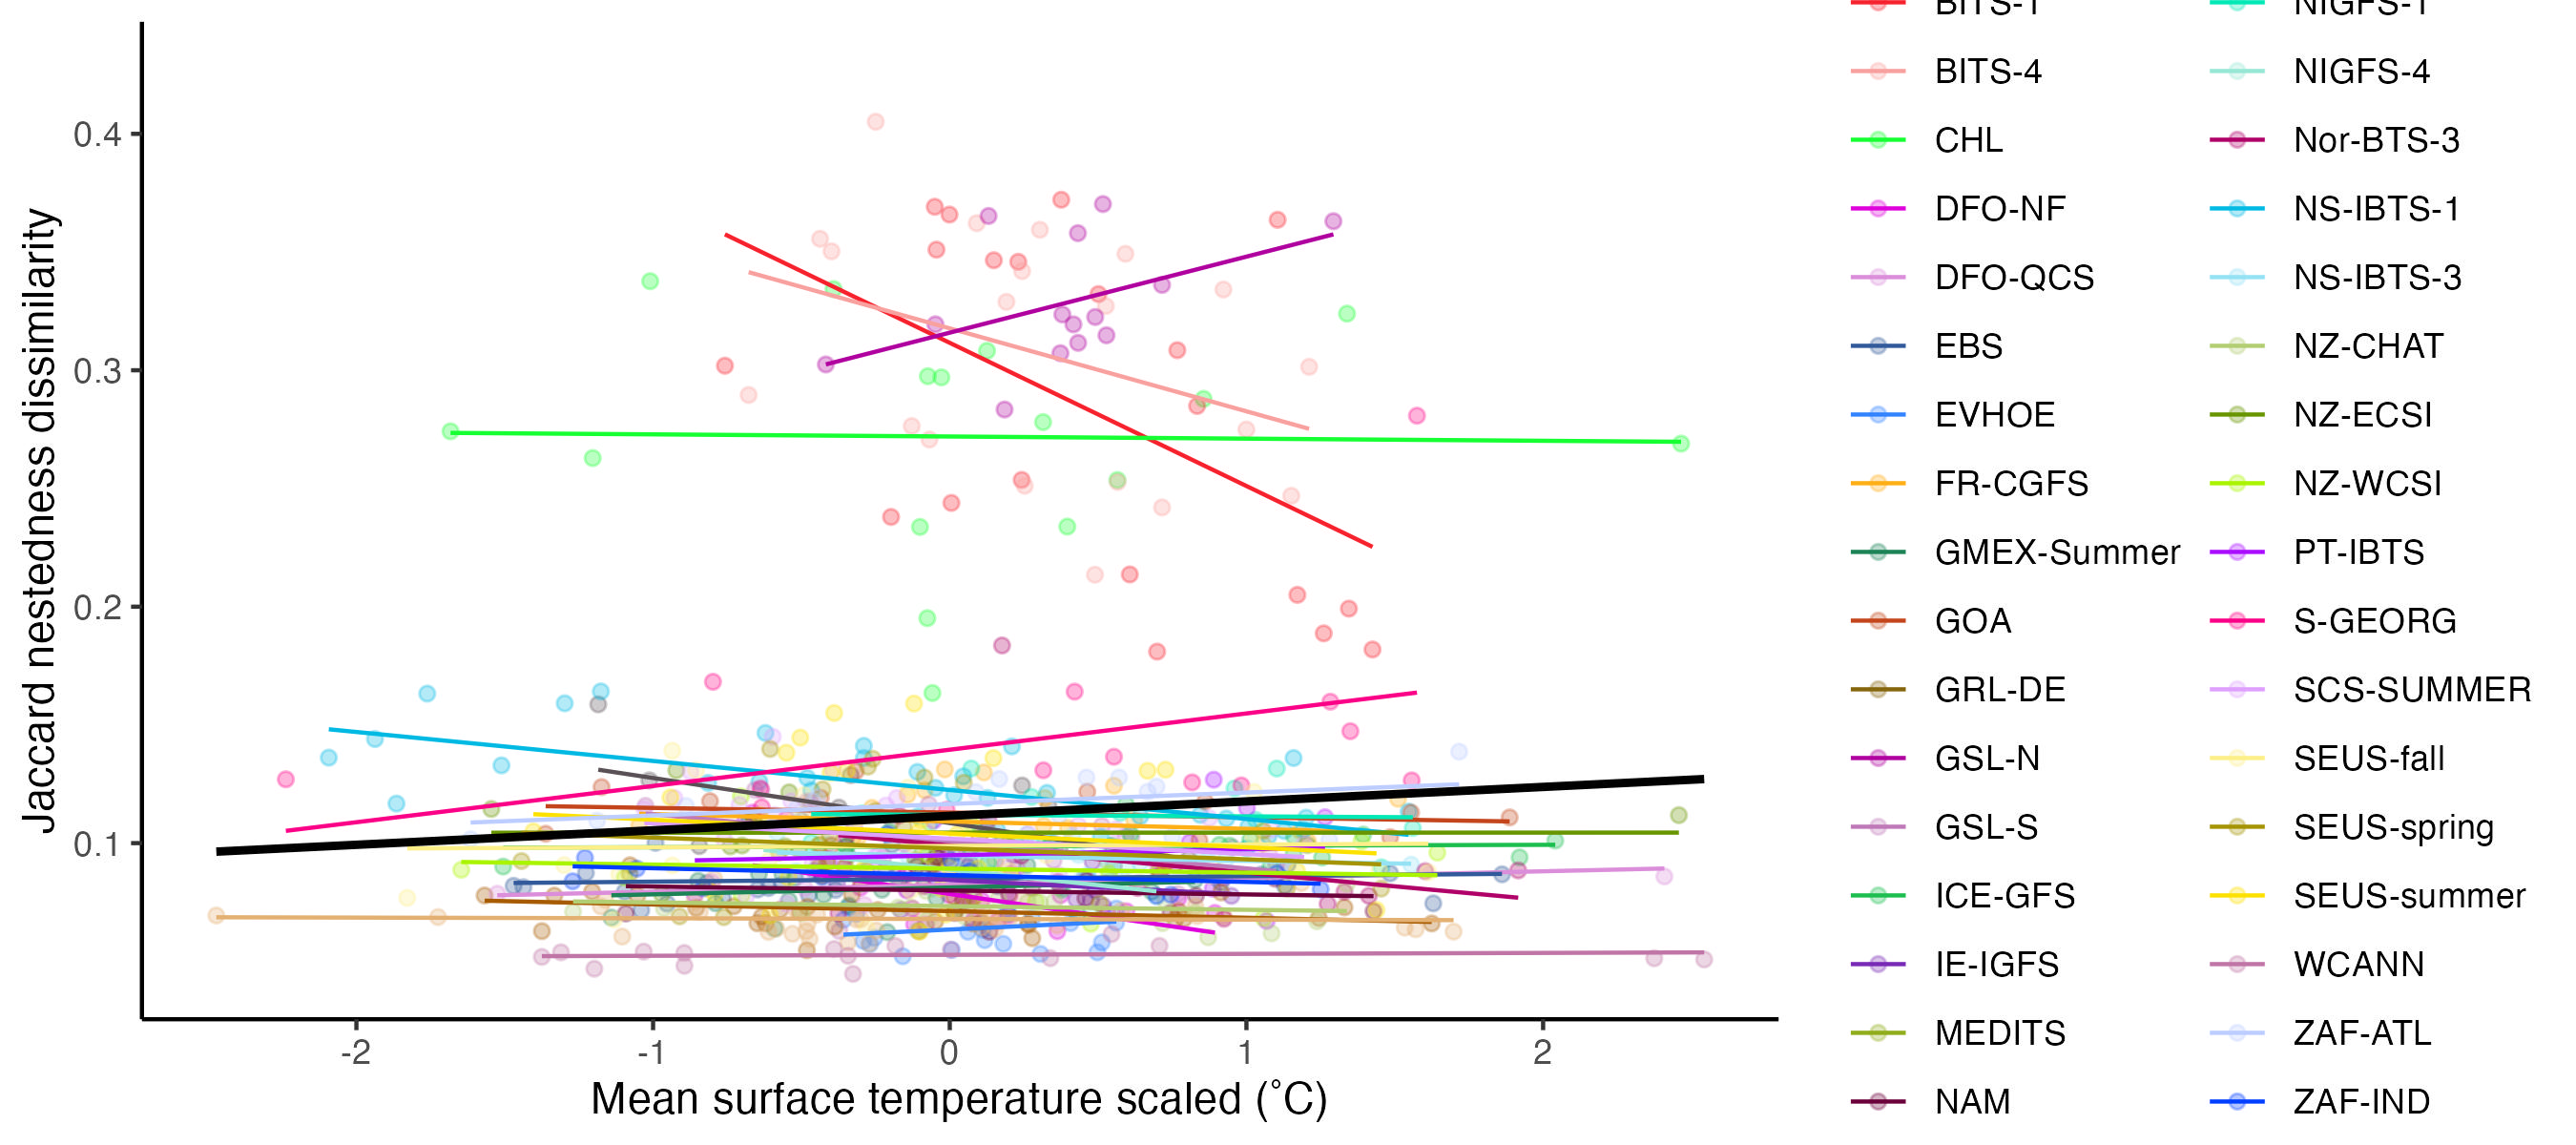 Jaccard nestedness dissimilarity
0.4
0.3
0.2
0.1
-2
-1
0
1
2
Mean surface temperature scaled (°C)
BITS-1
BITS-4
CHL
DFO-NF
DFO-QCS
EBS
EVHOE
FR-CGFS
GMEX-Summer
GOA
GRL-DE
GSL-N
GSL-S
ICE-GFS
IE-IGFS
MEDITS
NAM
NIGFS-1
NIGFS-4
Nor-BTS-3
NS-IBTS-1
NS-IBTS-3
NZ-CHAT
NZ-ECSI
NZ-WCSI
PT-IBTS
S-GEORG
SCS-SUMMER
SEUS-fall
SEUS-spring
SEUS-summer
WCANN
ZAF-ATL
ZAF-IND